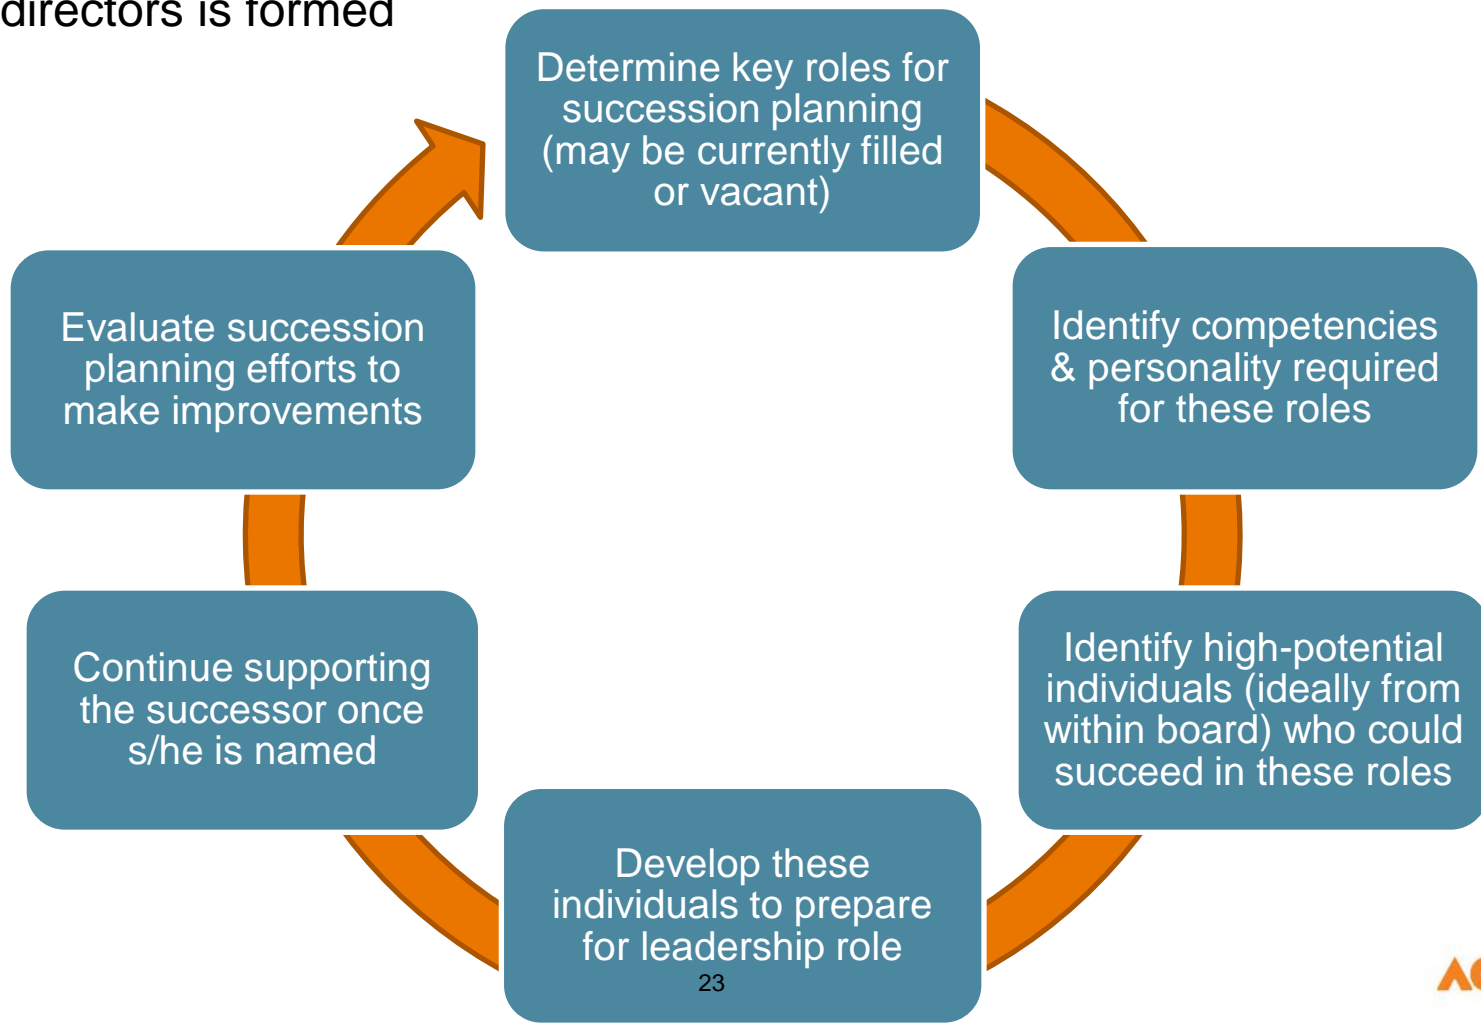 directors is formed
Determine key roles for
succession planning
(may be currently filled
or vacant)
Identify competencies
& personality required
for these roles
Identify high-potential
individuals (ideally from
within board) who could
succeed in these roles
Develop these
individuals to prepare
for leadership role
23
Continue supporting
the successor once
s/he is named
Evaluate succession
planning efforts to
make improvements